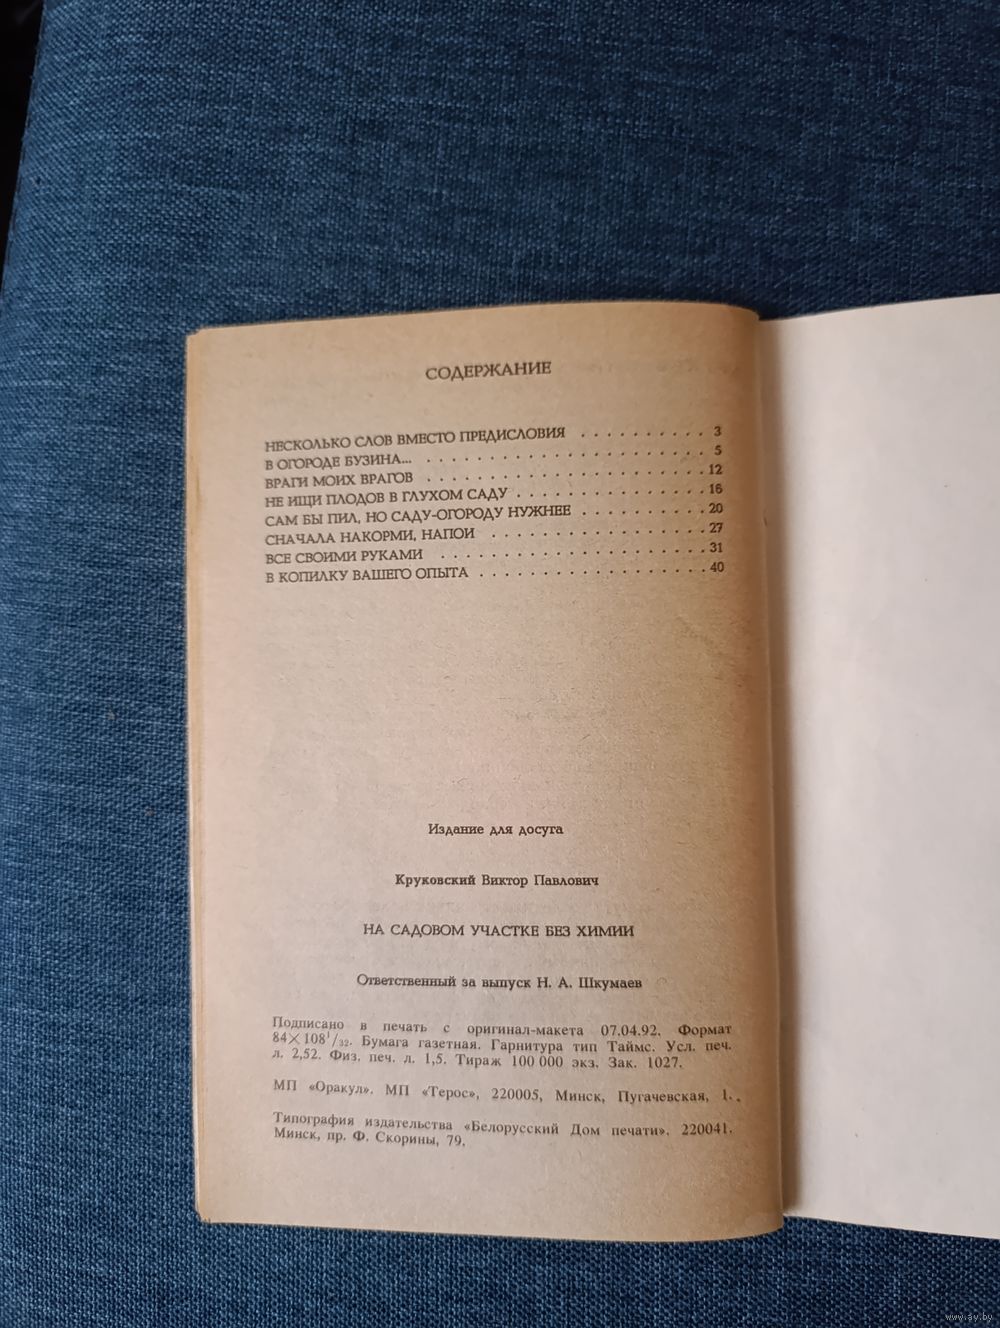 СОДЕРЖАНИЕ
НЕСКОЛЬКО СЛОВ ВМЕСТО ПРЕДИСЛОВИЯ . . . . . . . . . . 3
В ОГОРОДЕ БУЗИНА... . . . . . . . . . . . . . . . . . . 5
ВРАГИ МОИХ ВРАГОВ . . . . . . . . . . . . . . . . . . 12
НЕ ИЩИ ПЛОДОВ В ГЛУХОМ САДУ . . . . . . . . . . . . 16
САМ БЫ ПИЛ, НО САДУ-ОГОРОДУ НУЖНЕЕ . . . . . . . . . 20
СНАЧАЛА НАКОРМИ, НАПОИ . . . . . . . . . . . . . . 27
ВСЕ СВОИМИ РУКАМИ . . . . . . . . . . . . . . . . . 31
В КОПИЛКУ ВАШЕГО ОПЫТА . . . . . . . . . . . . . . 40
Издание для досуга
Круковский Виктор Павлович
НА САДОВОМ УЧАСТКЕ БЕЗ ХИМИИ
Ответственный за выпуск Н. А. Шкумаев
Подписано в печать с оригинал-макета 07.04.92. Формат
84×108¹/₃₂. Бумага газетная. Гарнитура тип Таймс. Усл. печ.
л. 2,52. Физ. печ. л. 1,5. Тираж 100 000 экз. Зак. 1027.
МП «Оракул». МП «Терос», 220005, Минск, Пугачевская, 1.
Типография издательства «Белорусский Дом печати». 220041.
Минск, пр. Ф. Скорины, 79.
www.ay.by